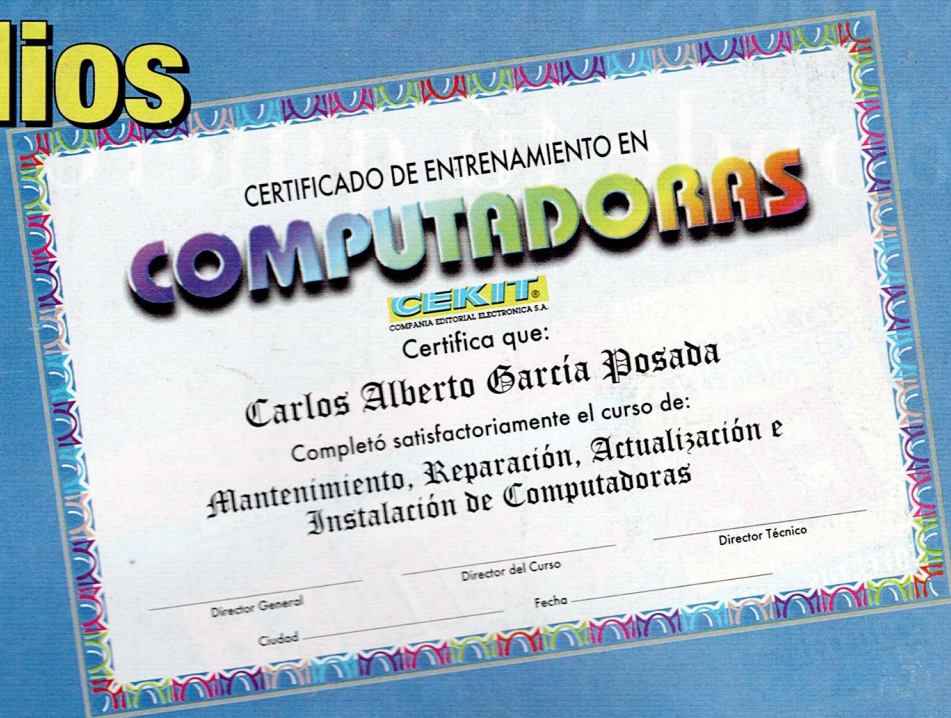 lios
CERTIFICADO DE ENTRENAMIENTO EN
COMPUTADORAS
CEKIT®
COMPANIA EDITORIAL ELECTRONICA S.A.
Certifica que:
Carlos Alberto García Posada
Completó satisfactoriamente el curso de:
Mantenimiento, Reparación, Actualización e
Instalación de Computadoras
Director General
Director del Curso
Director Técnico
Ciudad
Fecha